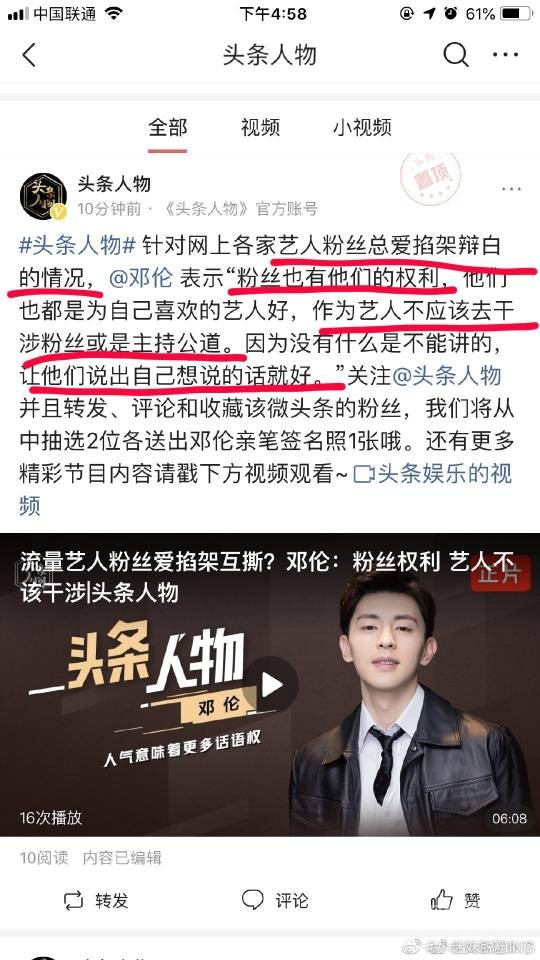 中国联通
下午4:58
61%
头条人物
全部
视频
小视频
头条人物
置顶
10分钟前·《头条人物》官方账号
#头条人物# 针对网上各家艺人粉丝总爱掐架辩白
的情况，@邓伦 表示“粉丝也有他们的权利，他们
也都是为自己喜欢的艺人好，作为艺人不应该去干
涉粉丝或是主持公道。因为没有什么是不能讲的，
让他们说出自己想说的话就好。”关注@头条人物
并且转发、评论和收藏该微头条的粉丝，我们将从
中抽选2位各送出邓伦亲笔签名照1张哦。还有更多
精彩节目内容请戳下方视频观看~ 头条娱乐的视
频
流量艺人粉丝爱掐架互撕？邓伦：粉丝权利 艺人不
该干涉|头条人物
正片
头条人物
邓伦
人气意味着更多话语权
16次播放
06:08
10阅读 内容已编辑
转发
评论
赞